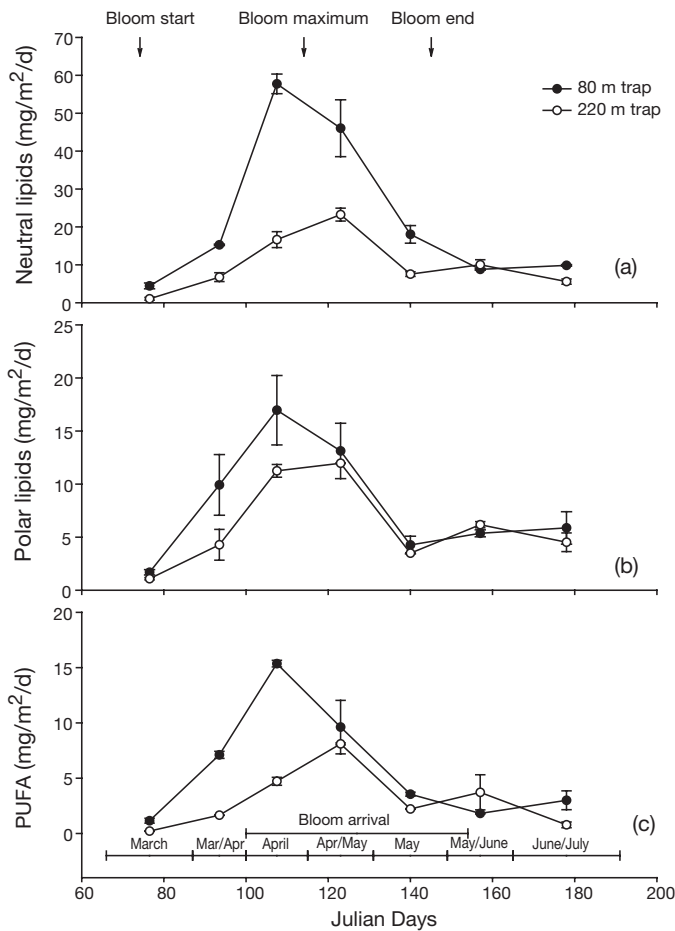 Bloom start Bloom maximum Bloom end
70
60
50
40
30
20
10
0
Neutral lipids (mg/m²/d)
80 m trap
220 m trap
(a)
25
20
15
10
5
0
Polar lipids (mg/m²/d)
(b)
20
15
10
5
0
PUFA (mg/m²/d)
(c)
Bloom arrival
March Mar/Apr April Apr/May May May/June June/July
60 80 100 120 140 160 180 200
Julian Days